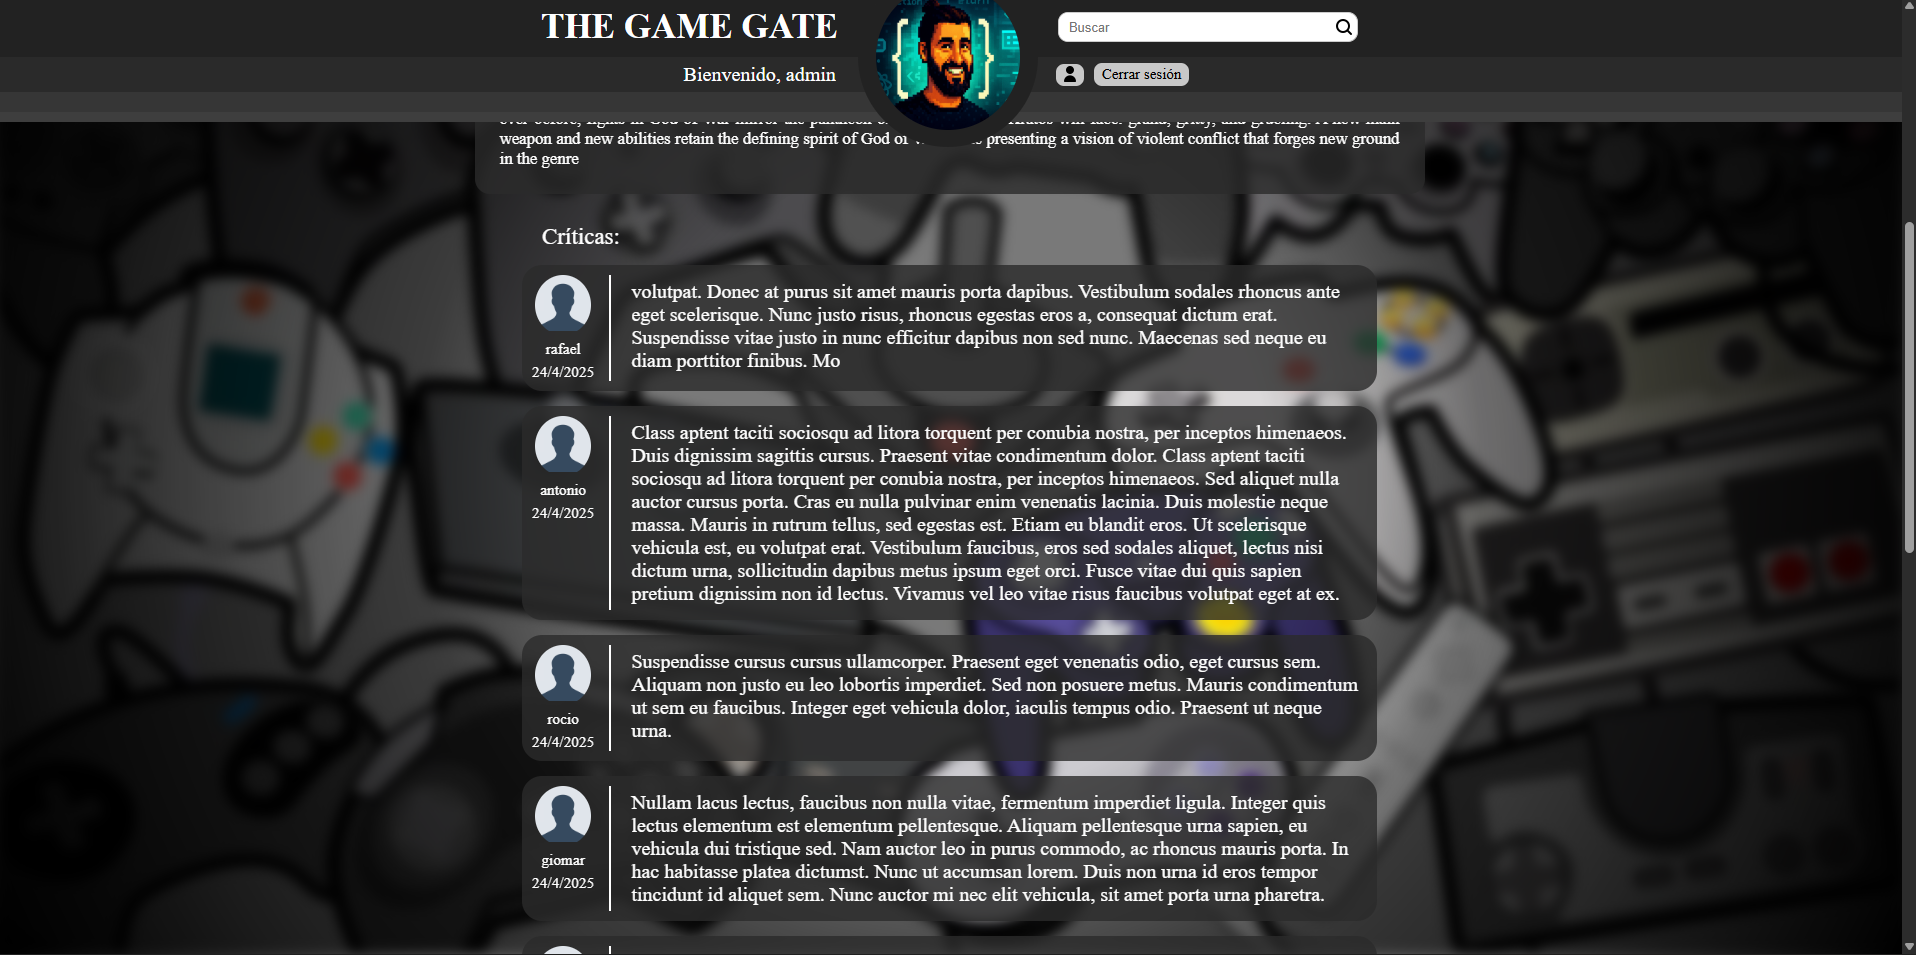 THE GAME GATE
Buscar
Bienvenido, admin
Cerrar sesión
weapon and new abilities retain the defining spirit of God of presenting a vision of violent conflict that forges new ground
in the genre
Críticas:
volutpat. Donec at purus sit amet mauris porta dapibus. Vestibulum sodales rhoncus ante
eget scelerisque. Nunc justo risus, rhoncus egestas eros a, consequat dictum erat.
Suspendisse vitae justo in nunc efficitur dapibus non sed nunc. Maecenas sed neque eu
diam porttitor finibus. Mo
rafael
24/4/2025
Class aptent taciti sociosqu ad litora torquent per conubia nostra, per inceptos himenaeos.
Duis dignissim sagittis cursus. Praesent vitae condimentum dolor. Class aptent taciti
sociosqu ad litora torquent per conubia nostra, per inceptos himenaeos. Sed aliquet nulla
auctor cursus porta. Cras eu nulla pulvinar enim venenatis lacinia. Duis molestie neque
massa. Mauris in rutrum tellus, sed egestas est. Etiam eu blandit eros. Ut scelerisque
vehicula est, eu volutpat erat. Vestibulum faucibus, eros sed sodales aliquet, lectus nisi
dictum urna, sollicitudin dapibus metus ipsum eget orci. Fusce vitae dui quis sapien
pretium dignissim non id lectus. Vivamus vel leo vitae risus faucibus volutpat eget at ex.
antonio
24/4/2025
Suspendisse cursus cursus ullamcorper. Praesent eget venenatis odio, eget cursus sem.
Aliquam non justo eu leo lobortis imperdiet. Sed non posuere metus. Mauris condimentum
ut sem eu faucibus. Integer eget vehicula dolor, iaculis tempus odio. Praesent ut neque
urna.
rocio
24/4/2025
Nullam lacus lectus, faucibus non nulla vitae, fermentum imperdiet ligula. Integer quis
lectus elementum est elementum pellentesque. Aliquam pellentesque urna sapien, eu
vehicula dui tristique sed. Nam auctor leo in purus commodo, ac rhoncus mauris porta. In
hac habitasse platea dictumst. Nunc ut accumsan lorem. Duis non urna id eros tempor
tincidunt id aliquet sem. Nunc auctor mi nec elit vehicula, sit amet porta urna pharetra.
giomar
24/4/2025